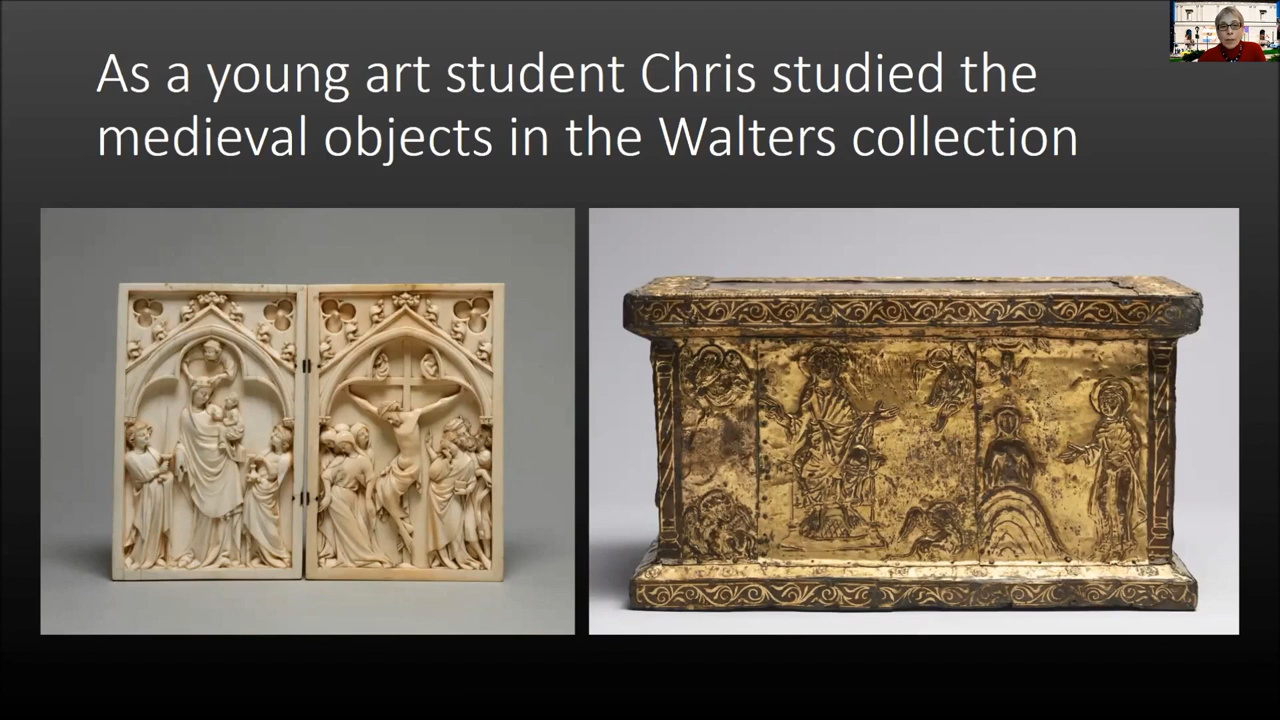 As a young art student Chris studied the
medieval objects in the Walters collection